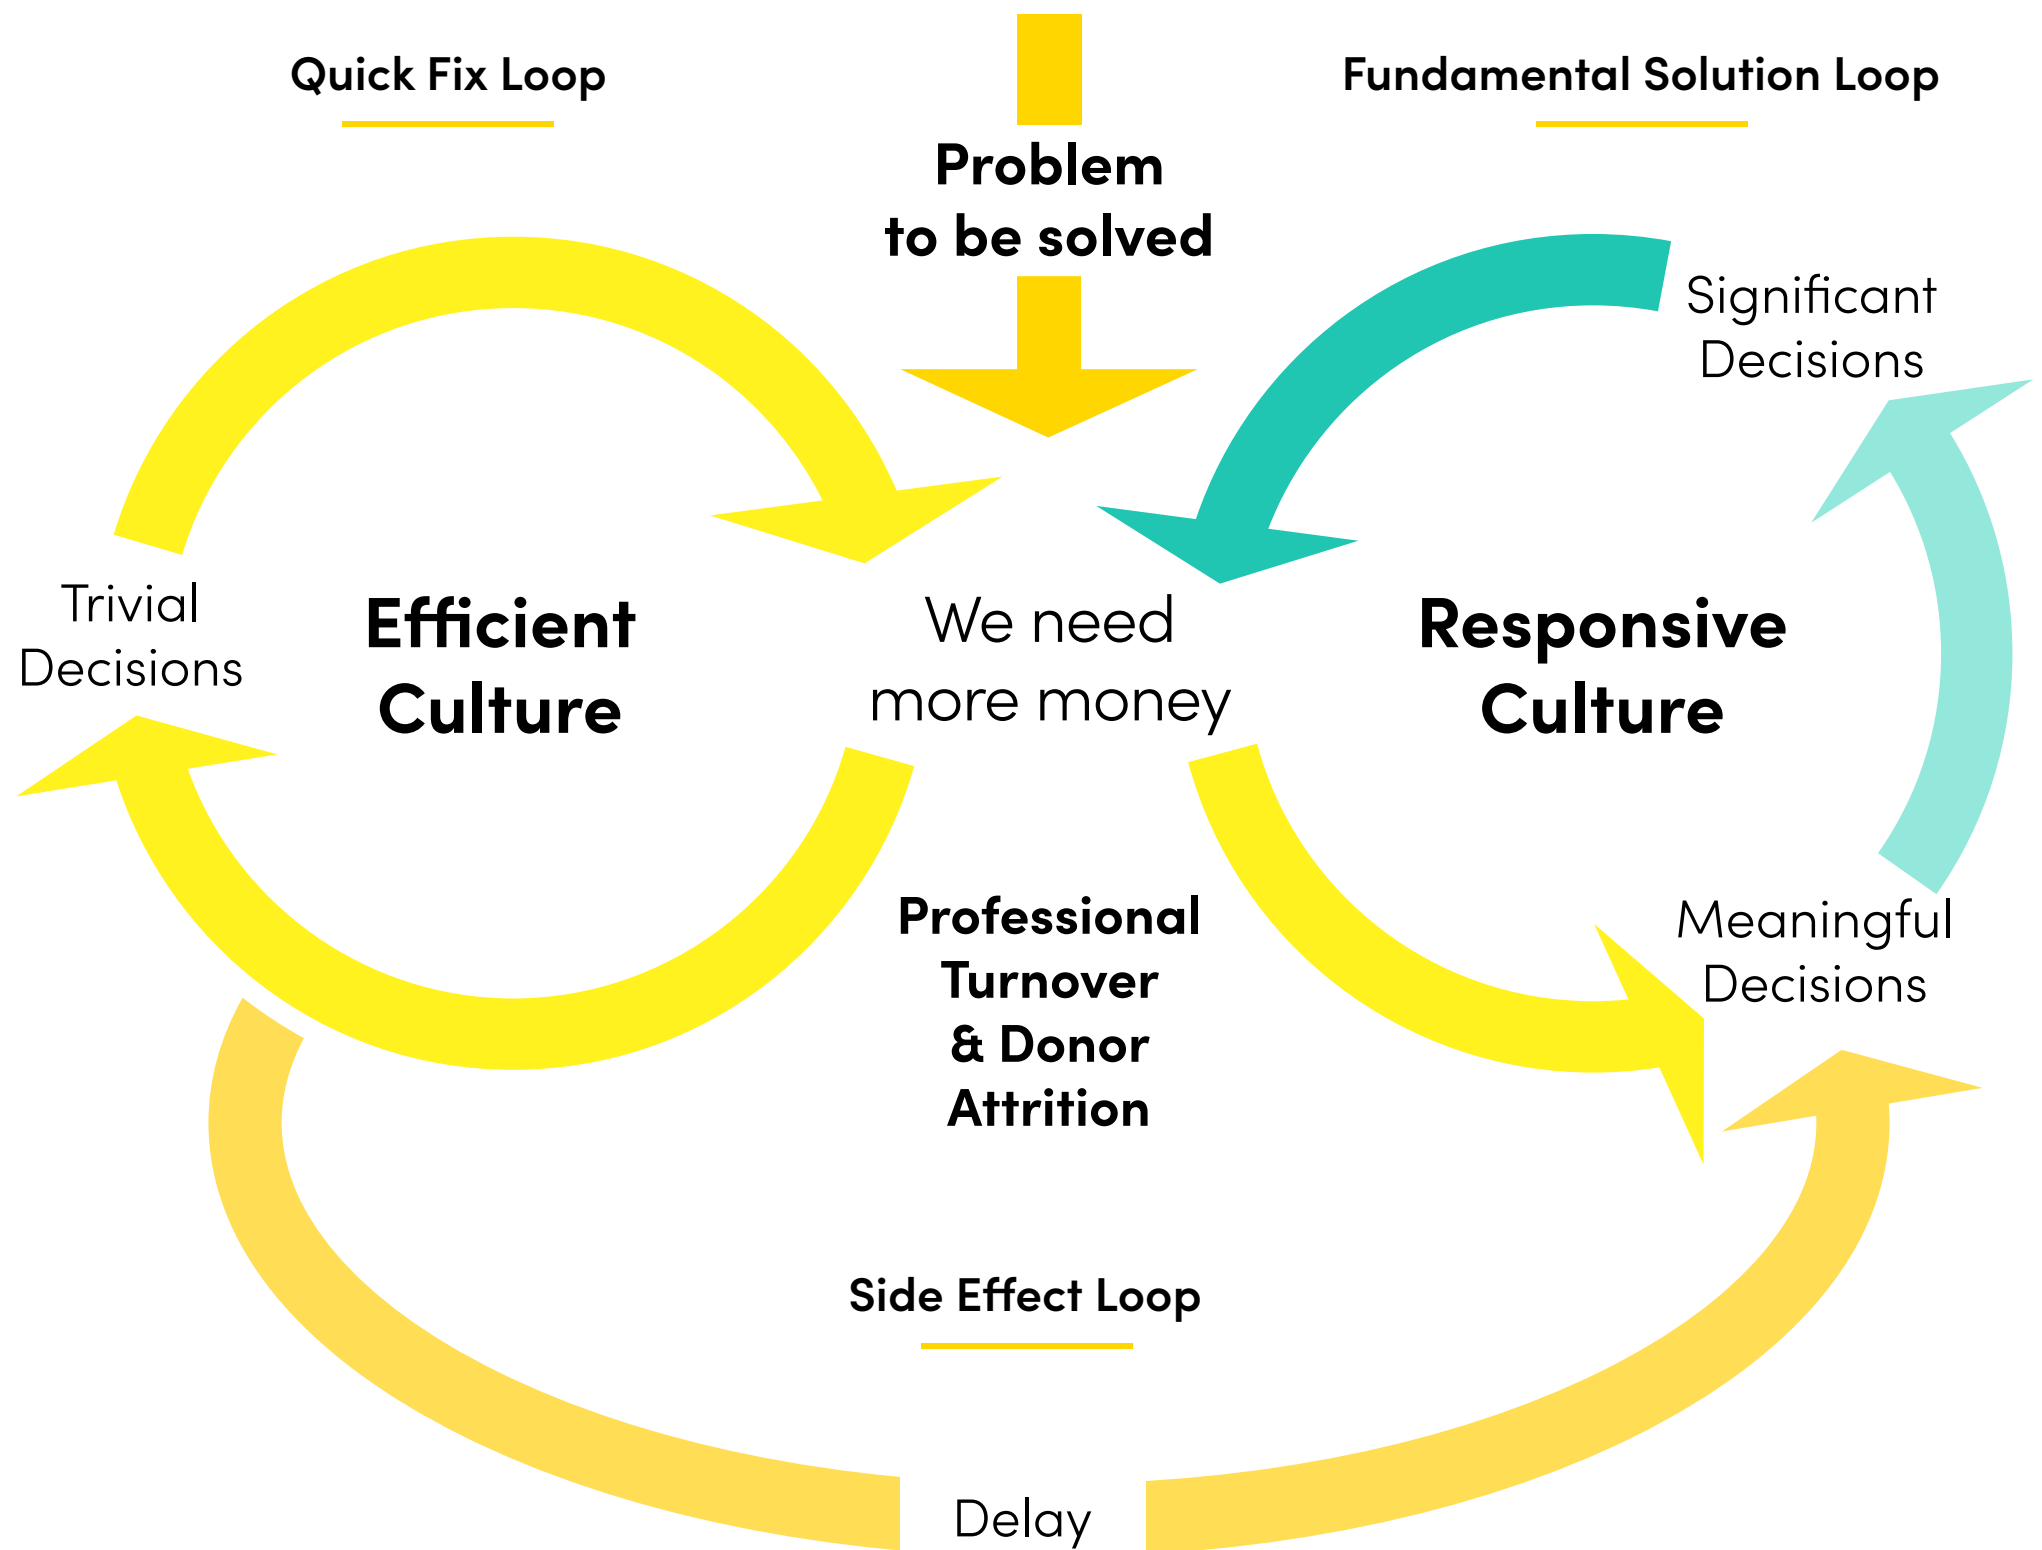 Quick Fix Loop
Fundamental Solution Loop
Problem
to be solved
Significant
Decisions
Trivial
Decisions
Efficient
Culture
We need
more money
Responsive
Culture
Professional
Turnover
& Donor
Attrition
Meaningful
Decisions
Side Effect Loop
Delay